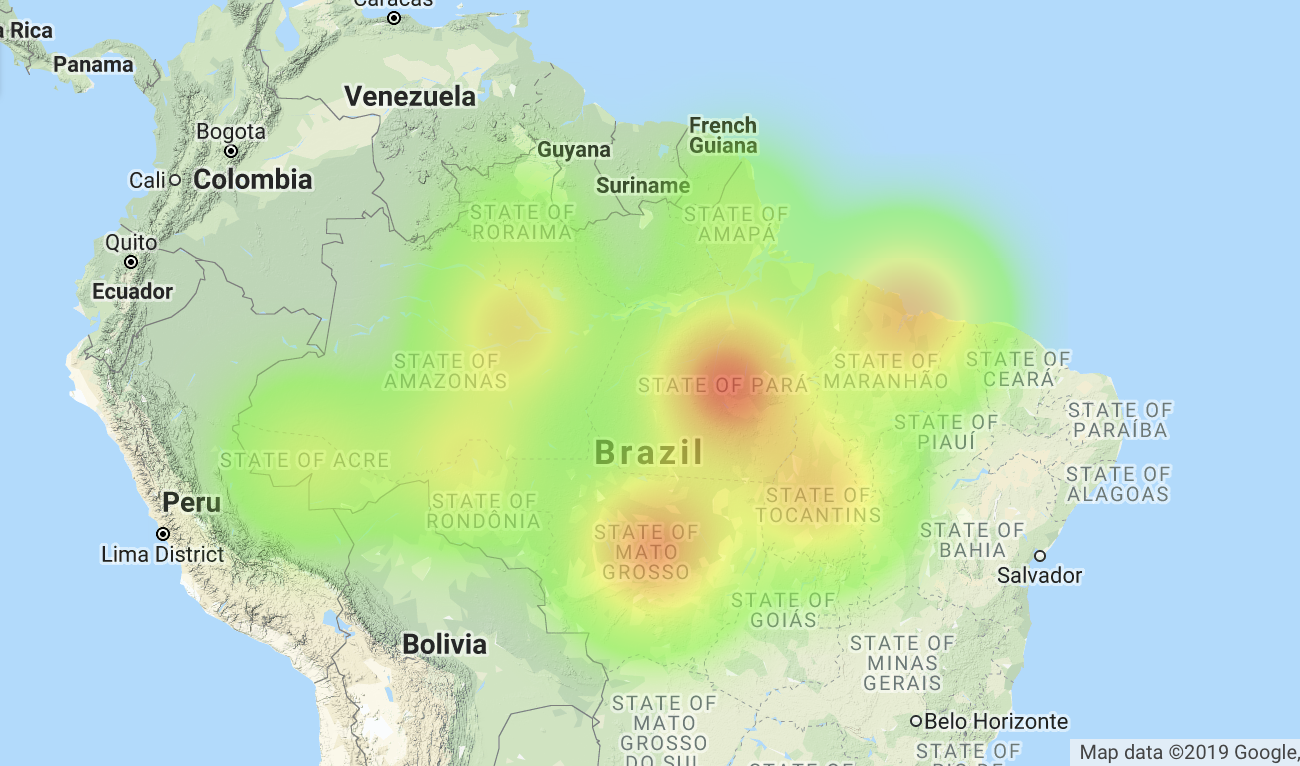 Caracas
a Rica
Panama
Venezuela
Bogota
French
Guiana
Guyana
Cali
Colombia
Suriname
STATE OF
RORAIMA
STATE OF
AMAPÁ
Quito
Ecuador
STATE OF
AMAZONAS
STATE OF PARÁ
STATE OF
MARANHÃO
STATE OF
CEARÁ
STATE OF
PARAÍBA
STATE OF
PIAUÍ
Brazil
STATE OF ACRE
STATE OF
ALAGOAS
Peru
STATE OF
RONDÔNIA
STATE OF
TOCANTINS
Lima District
STATE OF
MATO
GROSSO
STATE OF
BAHIA
Salvador
STATE OF
GOIÁS
Bolivia
STATE OF
MINAS
GERAIS
STATE OF
MATO
GROSSO
DO SUL
Belo Horizonte
STATE OF
RIO DE
STATE OF
Map data ©2019 Google,